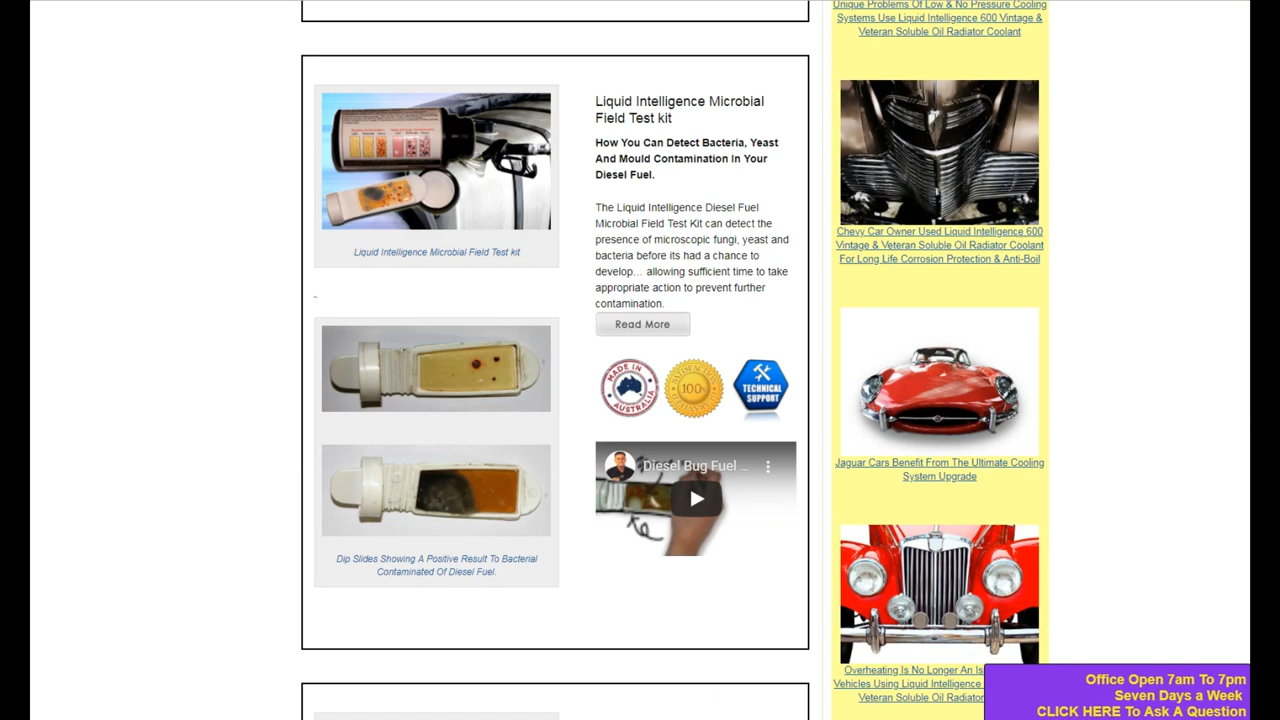 Unique Problems Of Low & No Pressure Cooling
Systems Use Liquid Intelligence 600 Vintage &
Veteran Soluble Oil Radiator Coolant
Liquid Intelligence Microbial Field Test kit
-
Dip Slides Showing A Positive Result To Bacterial
Contaminated Of Diesel Fuel.
Liquid Intelligence Microbial
Field Test kit
How You Can Detect Bacteria, Yeast
And Mould Contamination In Your
Diesel Fuel.
The Liquid Intelligence Diesel Fuel
Microbial Field Test Kit can detect the
presence of microscopic fungi, yeast and
bacteria before its had a chance to
develop… allowing sufficient time to take
appropriate action to prevent further
contamination.
Read More
MADE IN
AUSTRALIA
100%
TECHNICAL
SUPPORT
Diesel Bug Fuel ...
Chevy Car Owner Used Liquid Intelligence 600
Vintage & Veteran Soluble Oil Radiator Coolant
For Long Life Corrosion Protection & Anti-Boil
Jaguar Cars Benefit From The Ultimate Cooling
System Upgrade
Overheating Is No Longer An Is
Vehicles Using Liquid Intelligence
Veteran Soluble Oil Radiator
Office Open 7am To 7pm
Seven Days a Week
CLICK HERE To Ask A Question